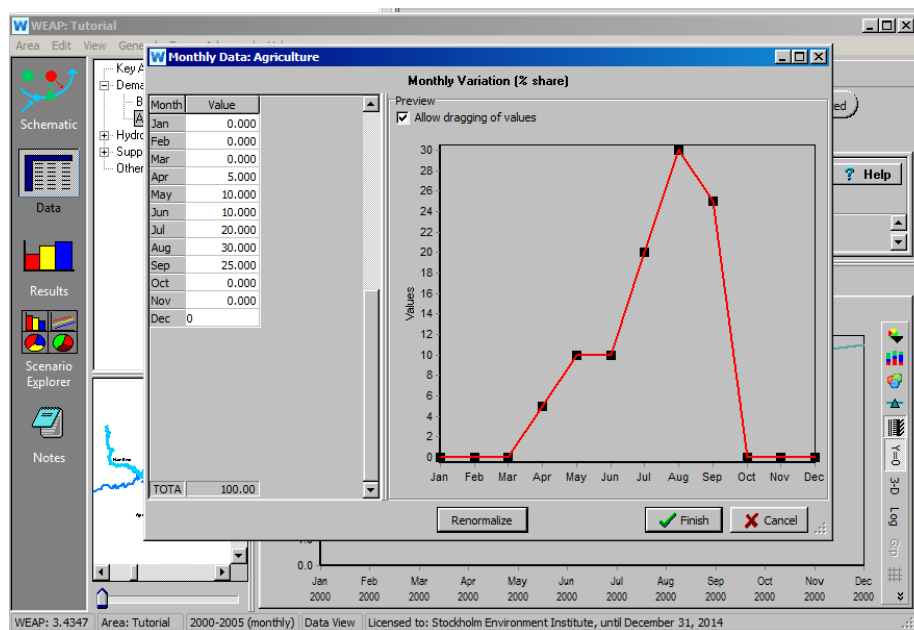 WEAP: Tutorial
Area Edit View
Monthly Data: Agriculture
Monthly Variation (% share)
Key A
Dema
B
A
Hydro
Supp
Other
Schematic
Data
Results
Scenario
Explorer
Notes
Month Value
Jan 0.000
Feb 0.000
Mar 0.000
Apr 5.000
May 10.000
Jun 10.000
Jul 20.000
Aug 30.000
Sep 25.000
Oct 0.000
Nov 0.000
Dec 0
TOTA 100.00
Preview
Allow dragging of values
Values
30
28
26
24
22
20
18
16
14
12
10
8
6
4
2
0
Jan Feb Mar Apr May Jun Jul Aug Sep Oct Nov Dec
Renormalize Finish Cancel
ed
? Help
Y=0
3-D
Log
0.0
Jan Feb Mar Apr May Jun Jul Aug Sep Oct Nov Dec
2000 2000 2000 2000 2000 2000 2000 2000 2000 2000 2000 2000
WEAP: 3.4347 Area: Tutorial 2000-2005 (monthly) Data View Licensed to: Stockholm Environment Institute, until December 31, 2014